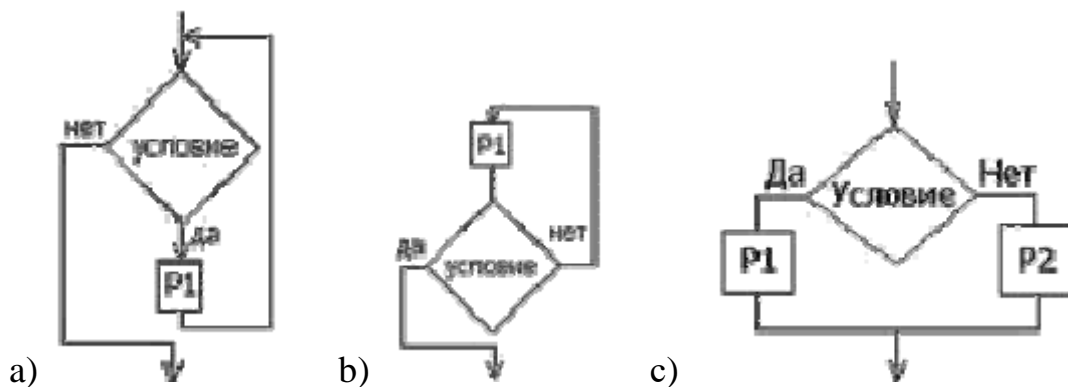 нет
условие
да
P1
a)
P1
да
нет
условие
b)
Да
Нет
Условие
P1
P2
c)